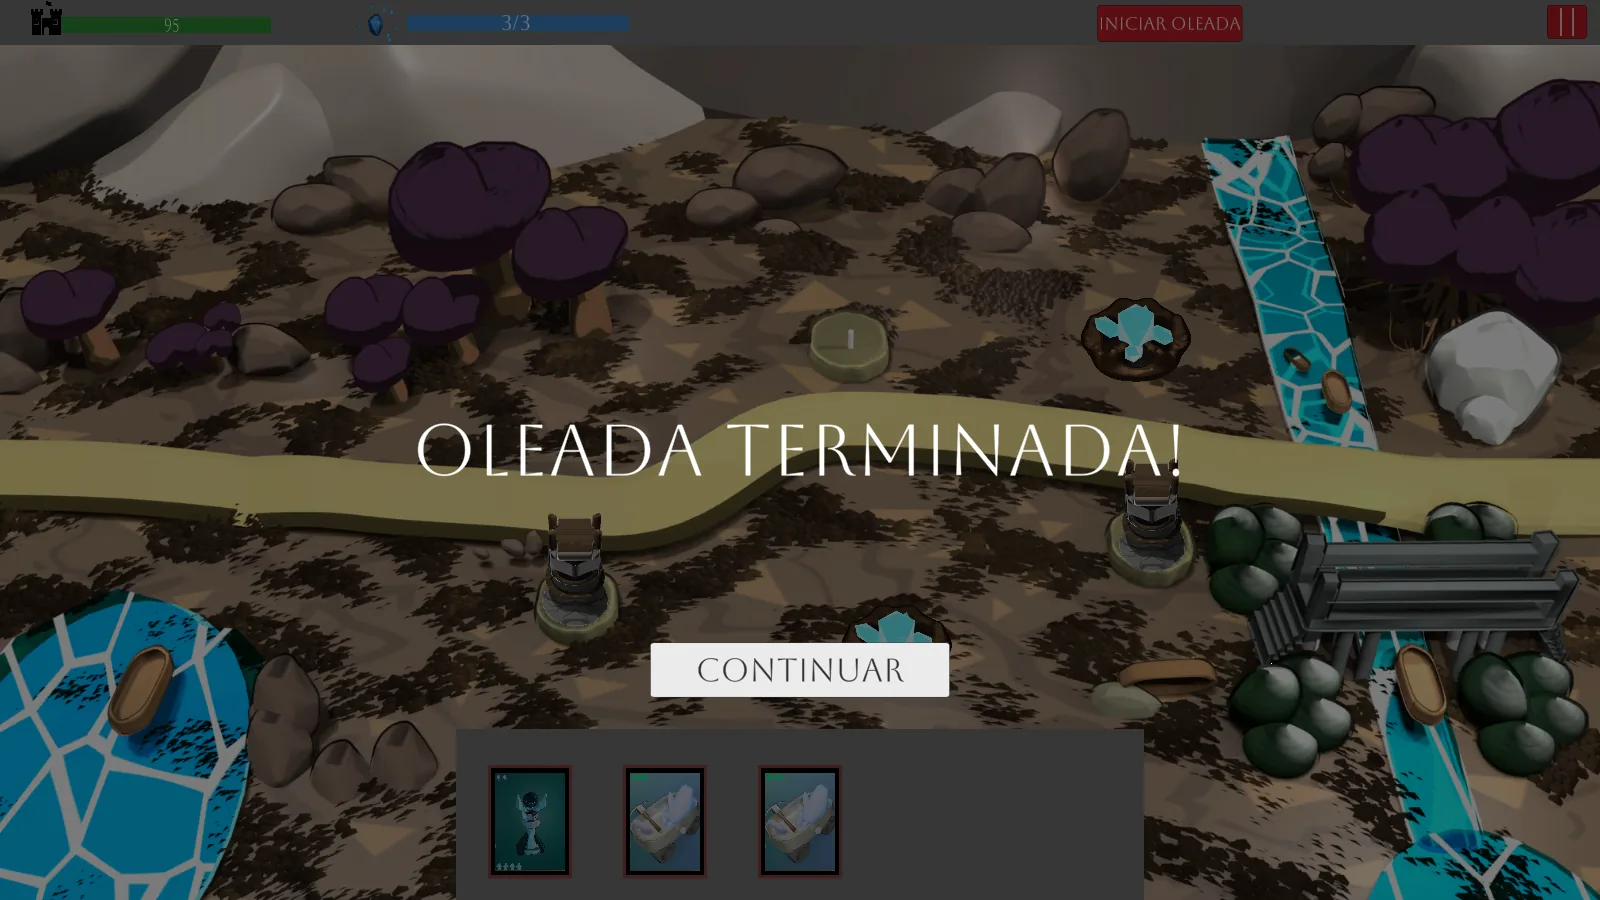 95
3/3
INICIAR OLEADA
OLEADA TERMINADA!
CONTINUAR